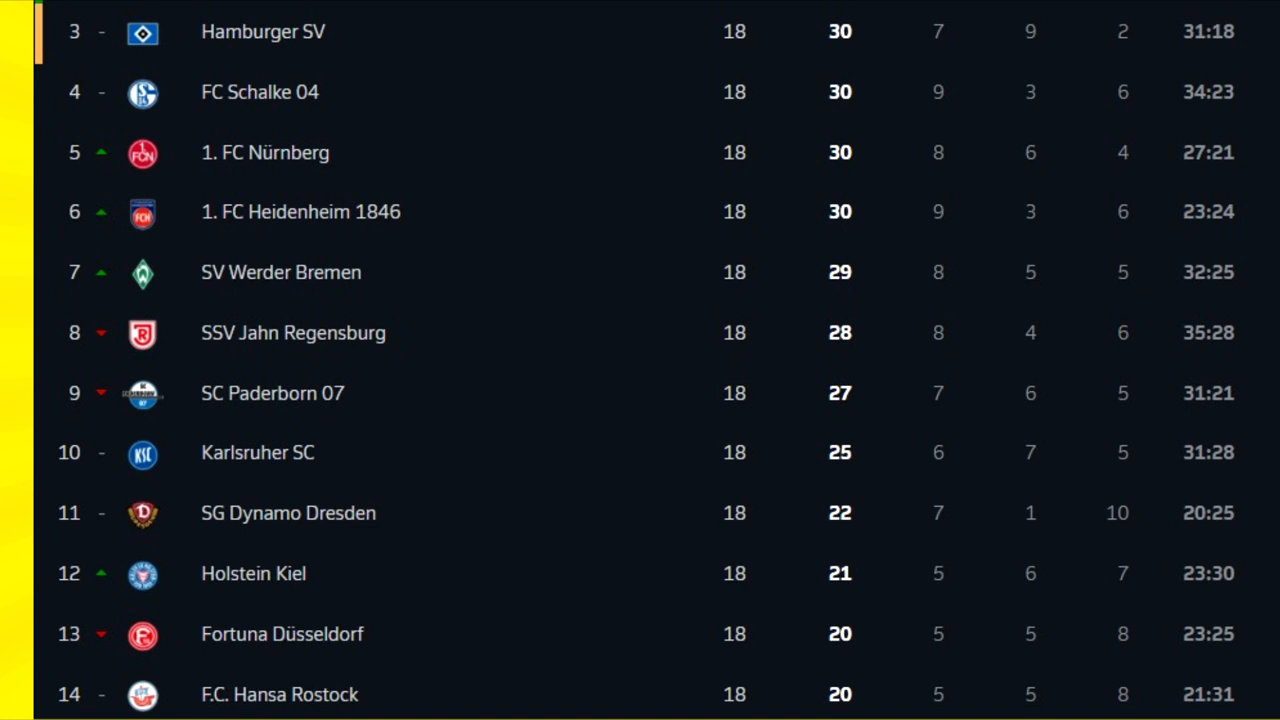 3 - Hamburger SV 18 30 7 9 2 31:18
4 - FC Schalke 04 18 30 9 3 6 34:23
5 1. FC Nürnberg 18 30 8 6 4 27:21
6 1. FC Heidenheim 1846 18 30 9 3 6 23:24
7 SV Werder Bremen 18 29 8 5 5 32:25
8 SSV Jahn Regensburg 18 28 8 4 6 35:28
9 SC Paderborn 07 18 27 7 6 5 31:21
10 - Karlsruher SC 18 25 6 7 5 31:28
11 - SG Dynamo Dresden 18 22 7 1 10 20:25
12 Holstein Kiel 18 21 5 6 7 23:30
13 Fortuna Düsseldorf 18 20 5 5 8 23:25
14 - F.C. Hansa Rostock 18 20 5 5 8 21:31